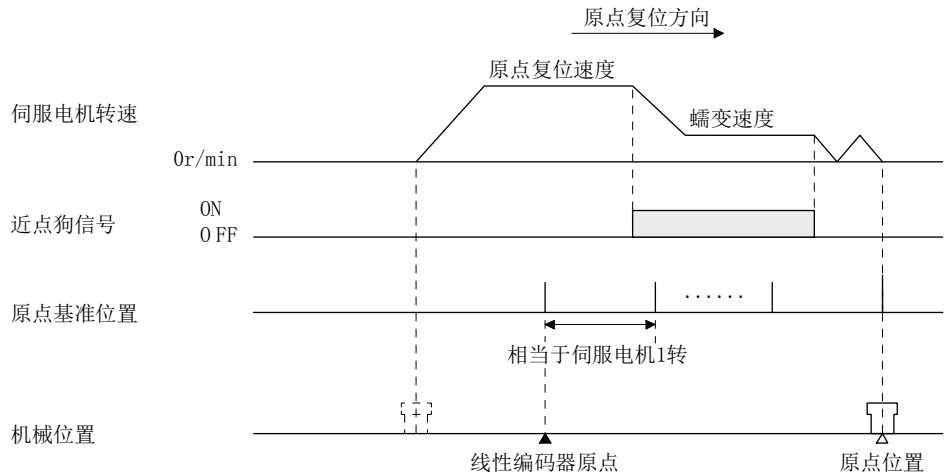 原点复位方向
原点复位速度
伺服电机转速
蠕变速度
0r/min
近点狗信号
ON
OFF
原点基准位置
······
相当于伺服电机1转
机械位置
线性编码器原点
原点位置